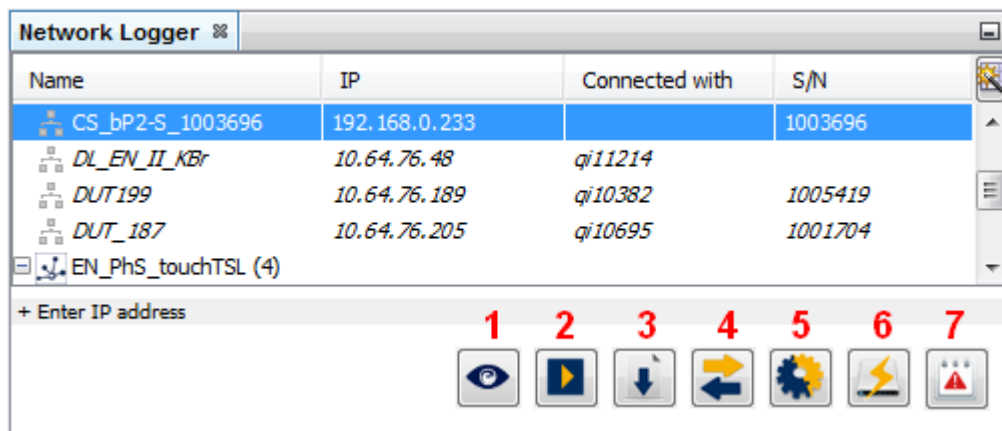 Network Logger
Name IP Connected with S/N
CS_bP2-S_1003696 192.168.0.233 1003696
DL_EN_II_KBr 10.64.76.48 qi11214
DUT199 10.64.76.189 qi10382 1005419
DUT_187 10.64.76.205 qi10695 1001704
EN_PhS_touchTSL (4)
+ Enter IP address
1 2 3 4 5 6 7